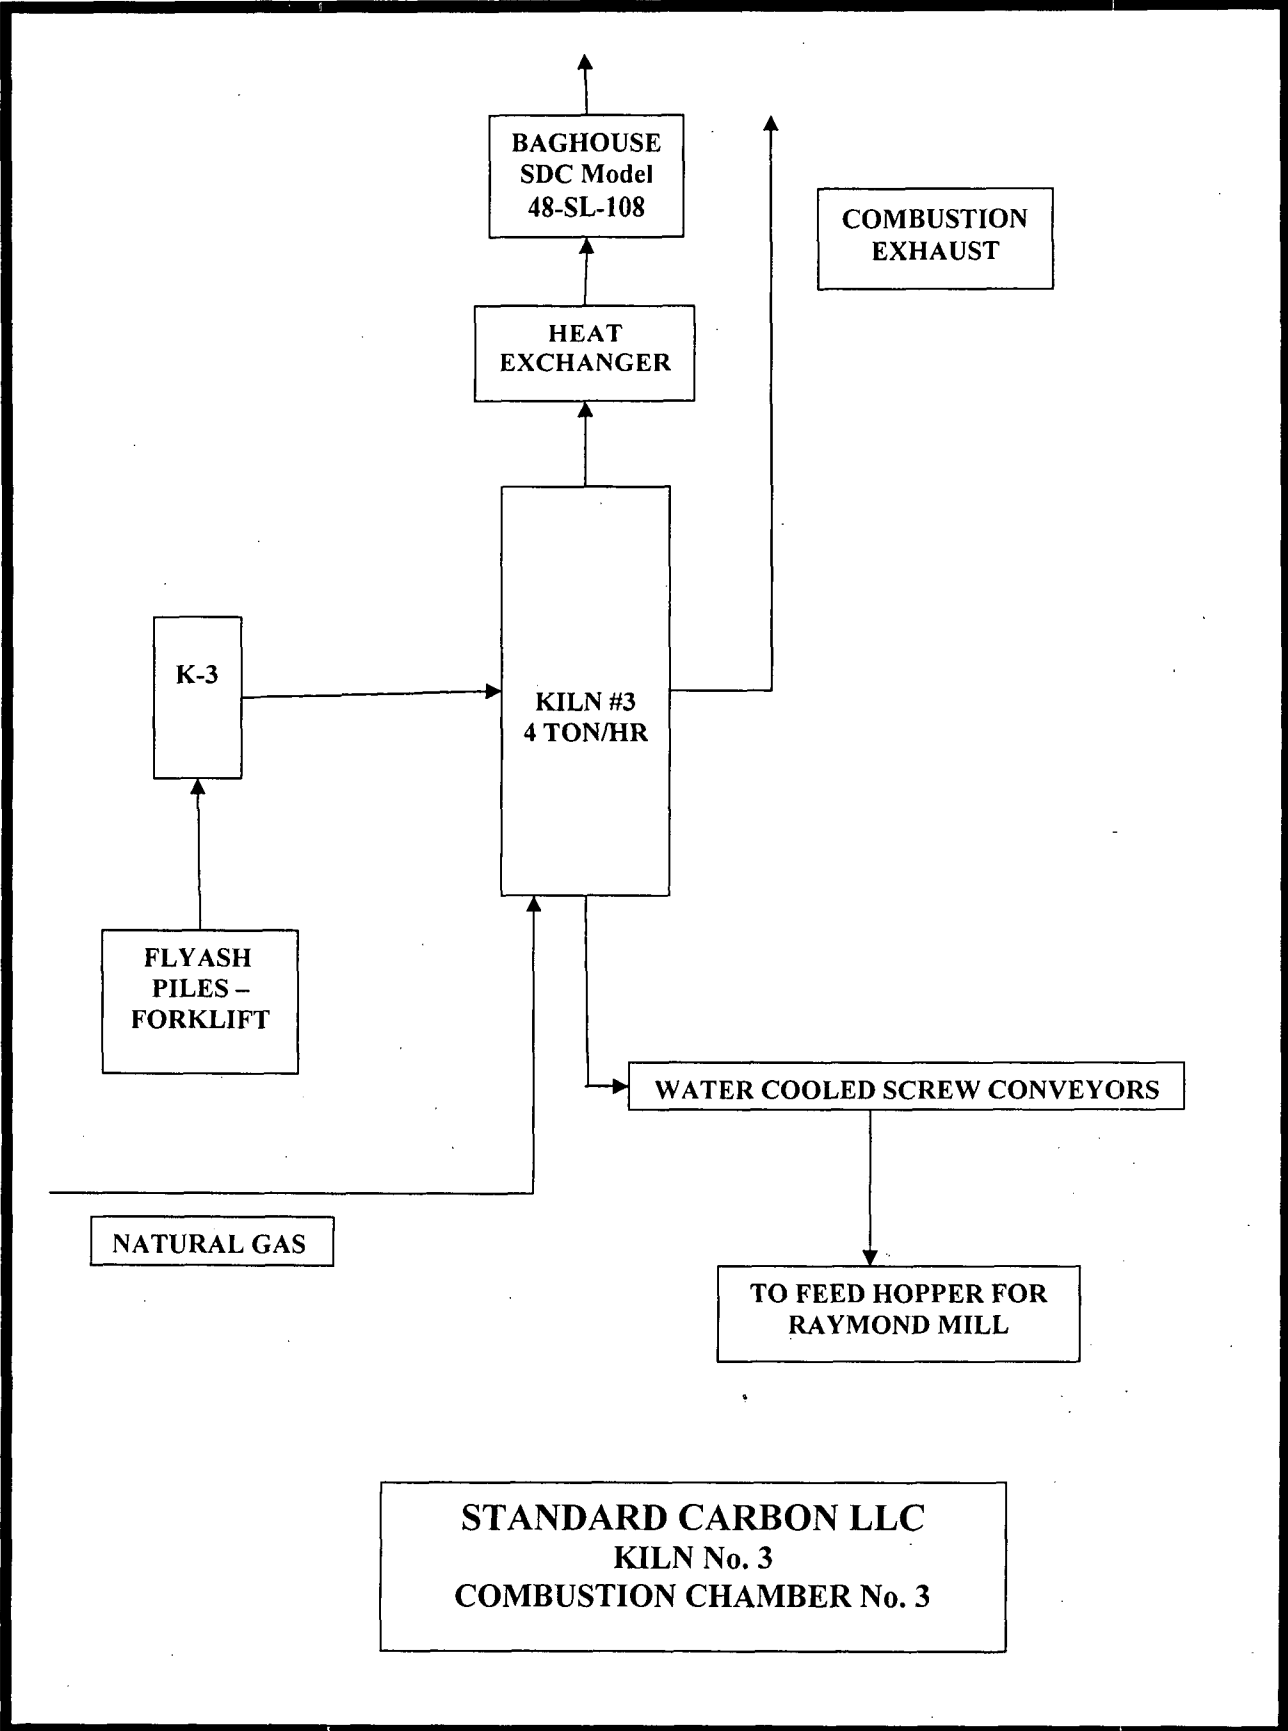 BAGHOUSE
SDC Model
48-SL-108
COMBUSTION
EXHAUST
HEAT
EXCHANGER
K-3
KILN #3
4 TON/HR
FLYASH
PILES –
FORKLIFT
WATER COOLED SCREW CONVEYORS
NATURAL GAS
TO FEED HOPPER FOR
RAYMOND MILL
STANDARD CARBON LLC
KILN No. 3
COMBUSTION CHAMBER No. 3